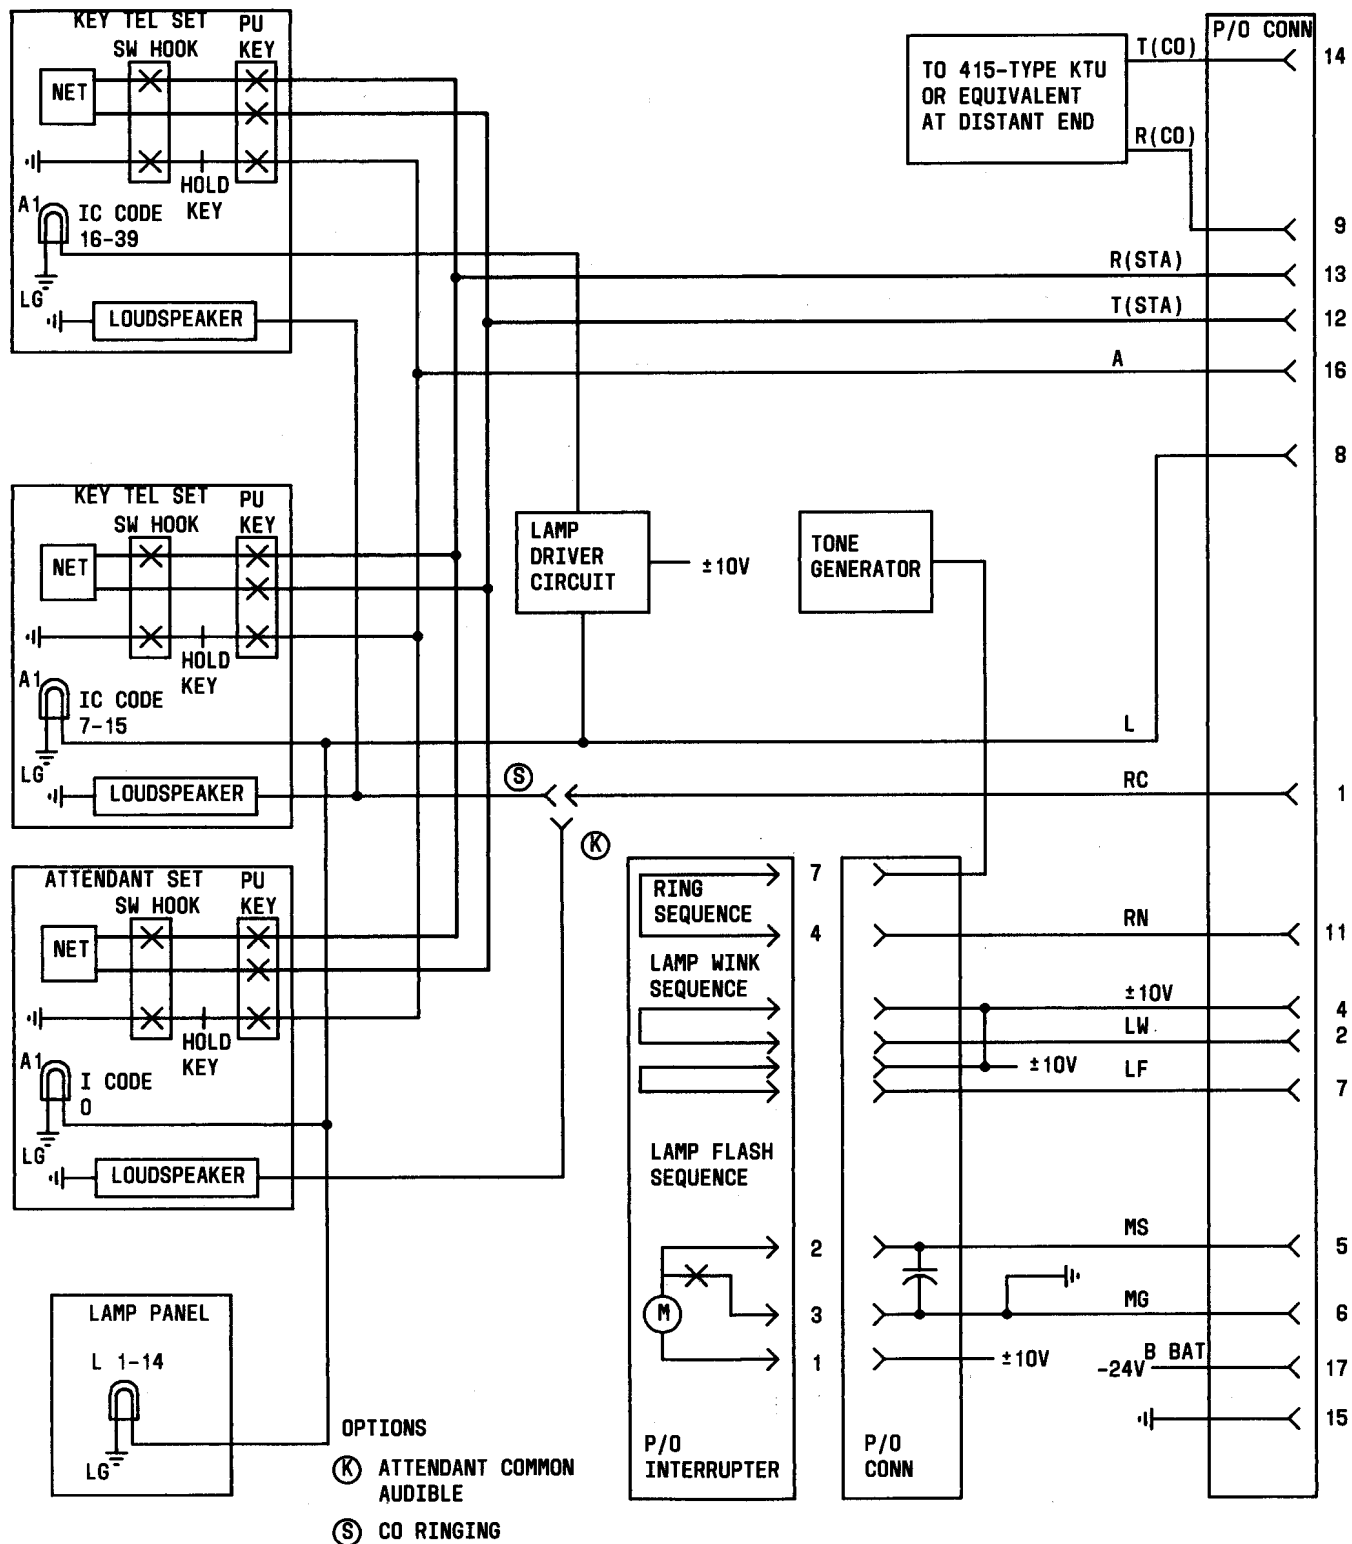 KEY TEL SET
SW HOOK
PU
KEY
NET
HOLD
KEY
A1
IC CODE
16-39
LG
LOUDSPEAKER
KEY TEL SET
SW HOOK
PU
KEY
NET
HOLD
KEY
A1
IC CODE
7-15
LG
LOUDSPEAKER
ATTENDANT SET
SW HOOK
PU
KEY
NET
HOLD
KEY
A1
I CODE
0
LG
LOUDSPEAKER
LAMP PANEL
L 1-14
LG
OPTIONS
K ATTENDANT COMMON
AUDIBLE
S CO RINGING
LAMP
DRIVER
CIRCUIT
±10V
TONE
GENERATOR
S
K
RING
SEQUENCE
LAMP WINK
SEQUENCE
LAMP FLASH
SEQUENCE
M
P/O
INTERRUPTER
7
4
2
3
1
P/O
CONN
±10V
±10V
TO 415-TYPE KTU
OR EQUIVALENT
AT DISTANT END
P/O CONN
T(CO)
14
R(CO)
9
R(STA)
13
T(STA)
12
A
16
8
L
RC
1
RN
11
±10V
4
LW
2
LF
7
MS
5
MG
6
B BAT
-24V
17
15